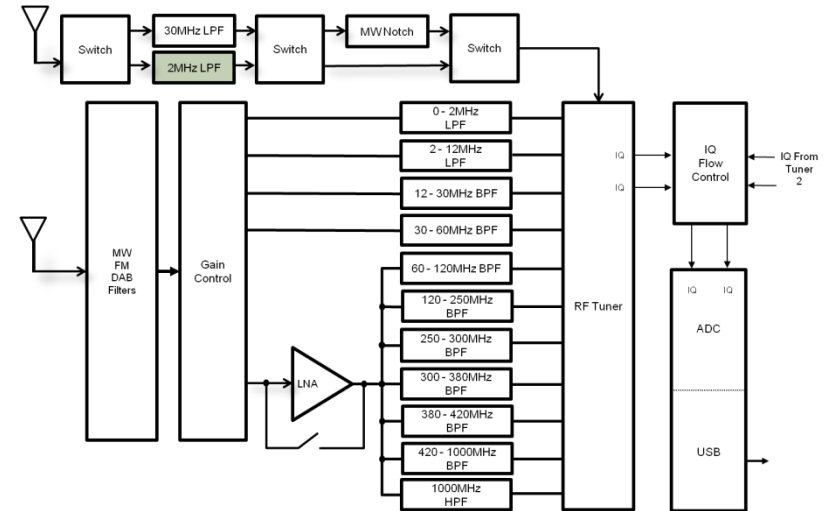 Switch
30MHz LPF
2MHz LPF
Switch
MW Notch
Switch
MW
FM
DAB
Filters
Gain
Control
LNA
0 - 2MHz
LPF
2 - 12MHz
LPF
12 - 30MHz BPF
30 - 60MHz BPF
60 - 120MHz BPF
120 - 250MHz
BPF
250 - 300MHz
BPF
300 - 380MHz
BPF
380 - 420MHz
BPF
420 - 1000MHz
BPF
1000MHz
HPF
RF Tuner
IQ
IQ
IQ
Flow
Control
IQ From
Tuner
2
IQ IQ
ADC
USB